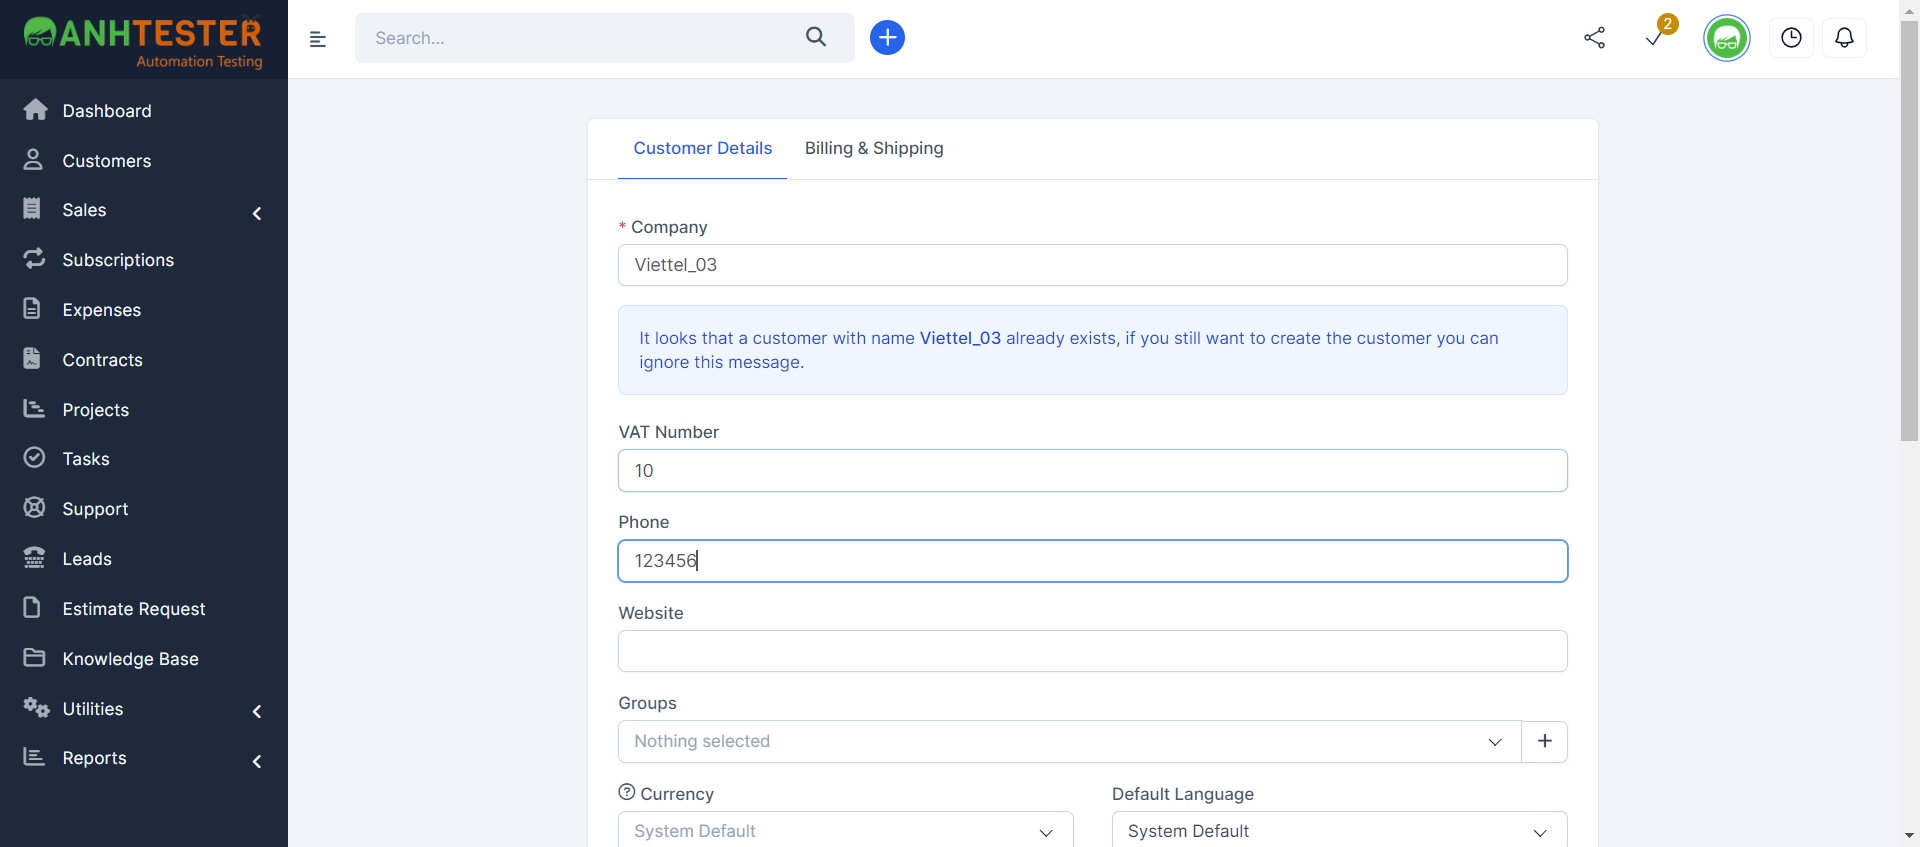 ANHTESTER
Automation Testing
Search...
2
Dashboard
Customers
Sales
Subscriptions
Expenses
Contracts
Projects
Tasks
Support
Leads
Estimate Request
Knowledge Base
Utilities
Reports
Customer Details
Billing & Shipping
* Company
Viettel_03
It looks that a customer with name Viettel_03 already exists, if you still want to create the customer you can
ignore this message.
VAT Number
10
Phone
123456
Website
Groups
Nothing selected
Currency
System Default
Default Language
System Default